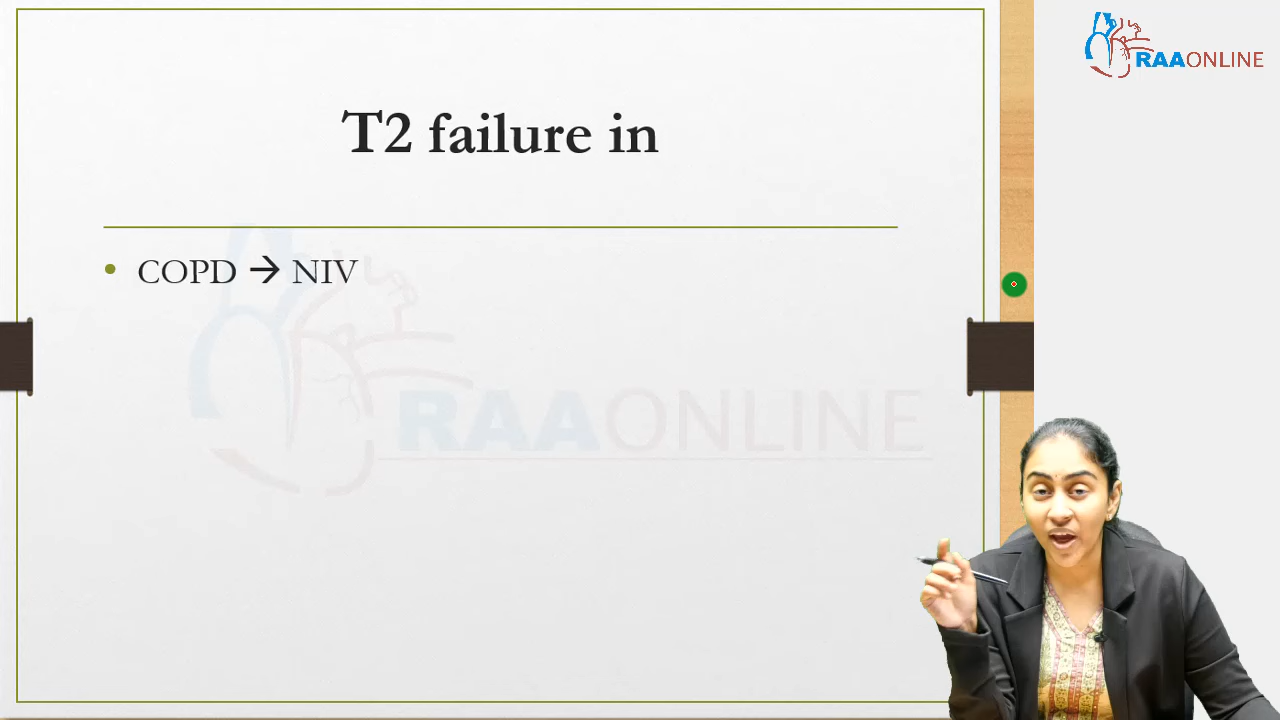 RAAONLINE
T2 failure in
• COPD → NIV
RAAONLINE